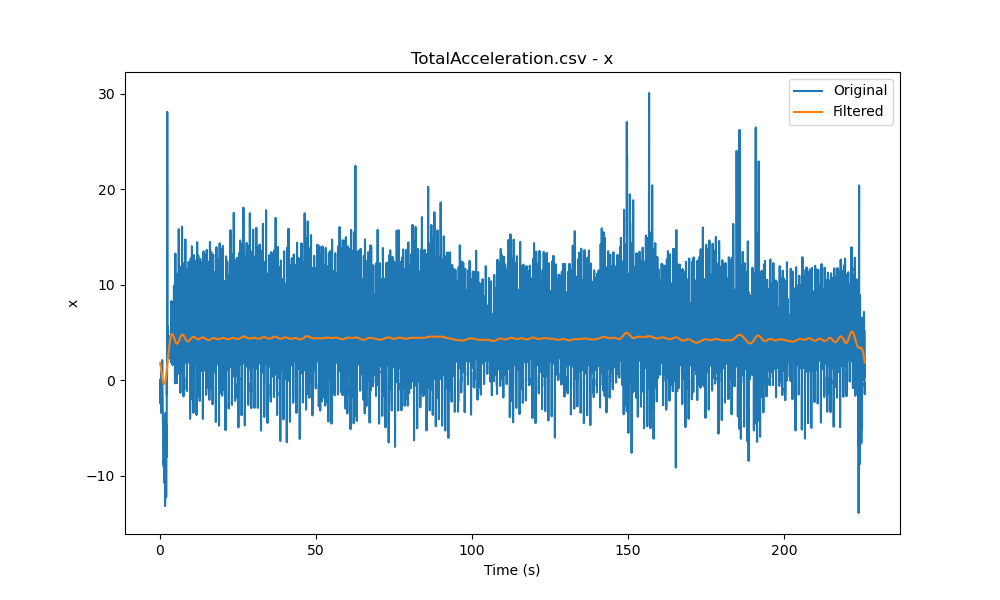 TotalAcceleration.csv - x
Original
Filtered
30
20
10
0
−10
x
0
50
100
150
200
Time (s)